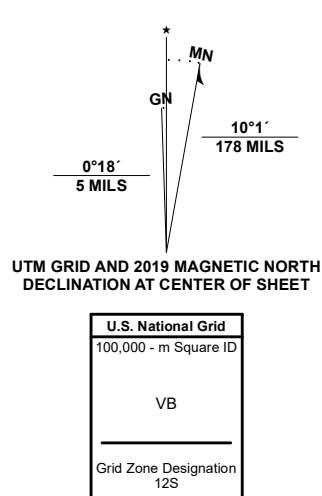 ★
MN
GN
10°1´
178 MILS
0°18´
5 MILS
UTM GRID AND 2019 MAGNETIC NORTH
DECLINATION AT CENTER OF SHEET
U.S. National Grid
100,000 - m Square ID
VB
Grid Zone Designation
12S